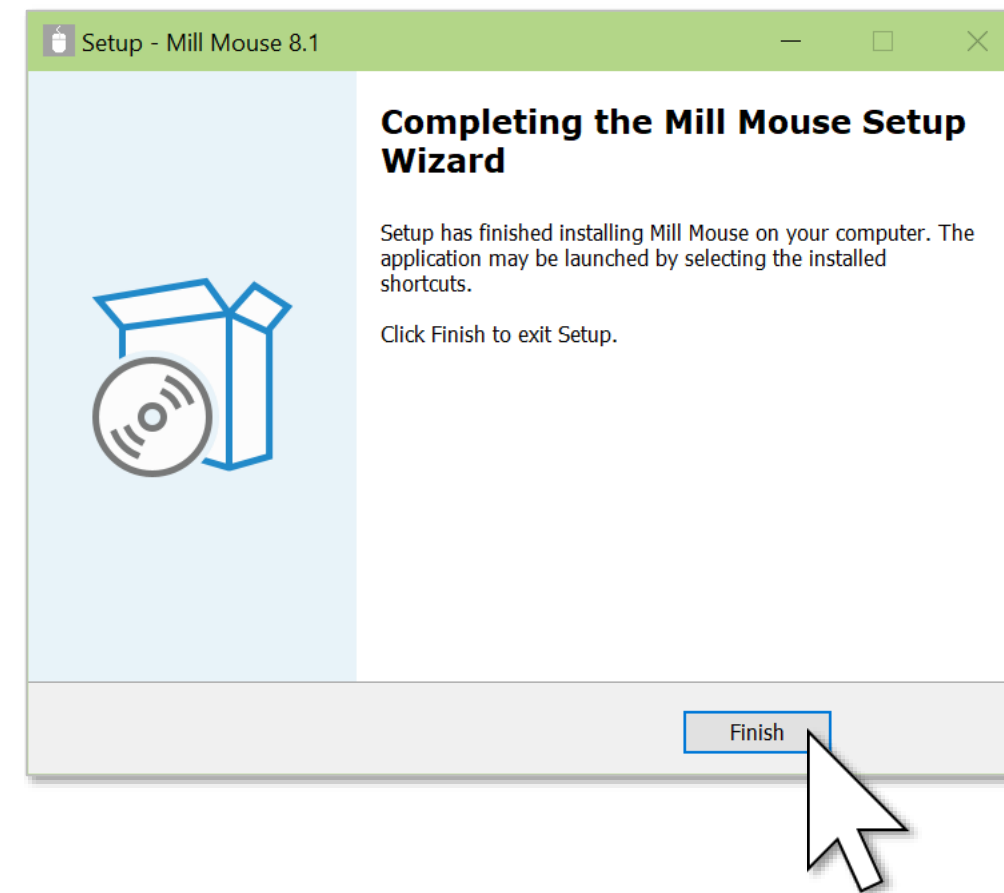 Setup - Mill Mouse 8.1
Completing the Mill Mouse Setup
Wizard
Setup has finished installing Mill Mouse on your computer. The
application may be launched by selecting the installed
shortcuts.
Click Finish to exit Setup.
Finish